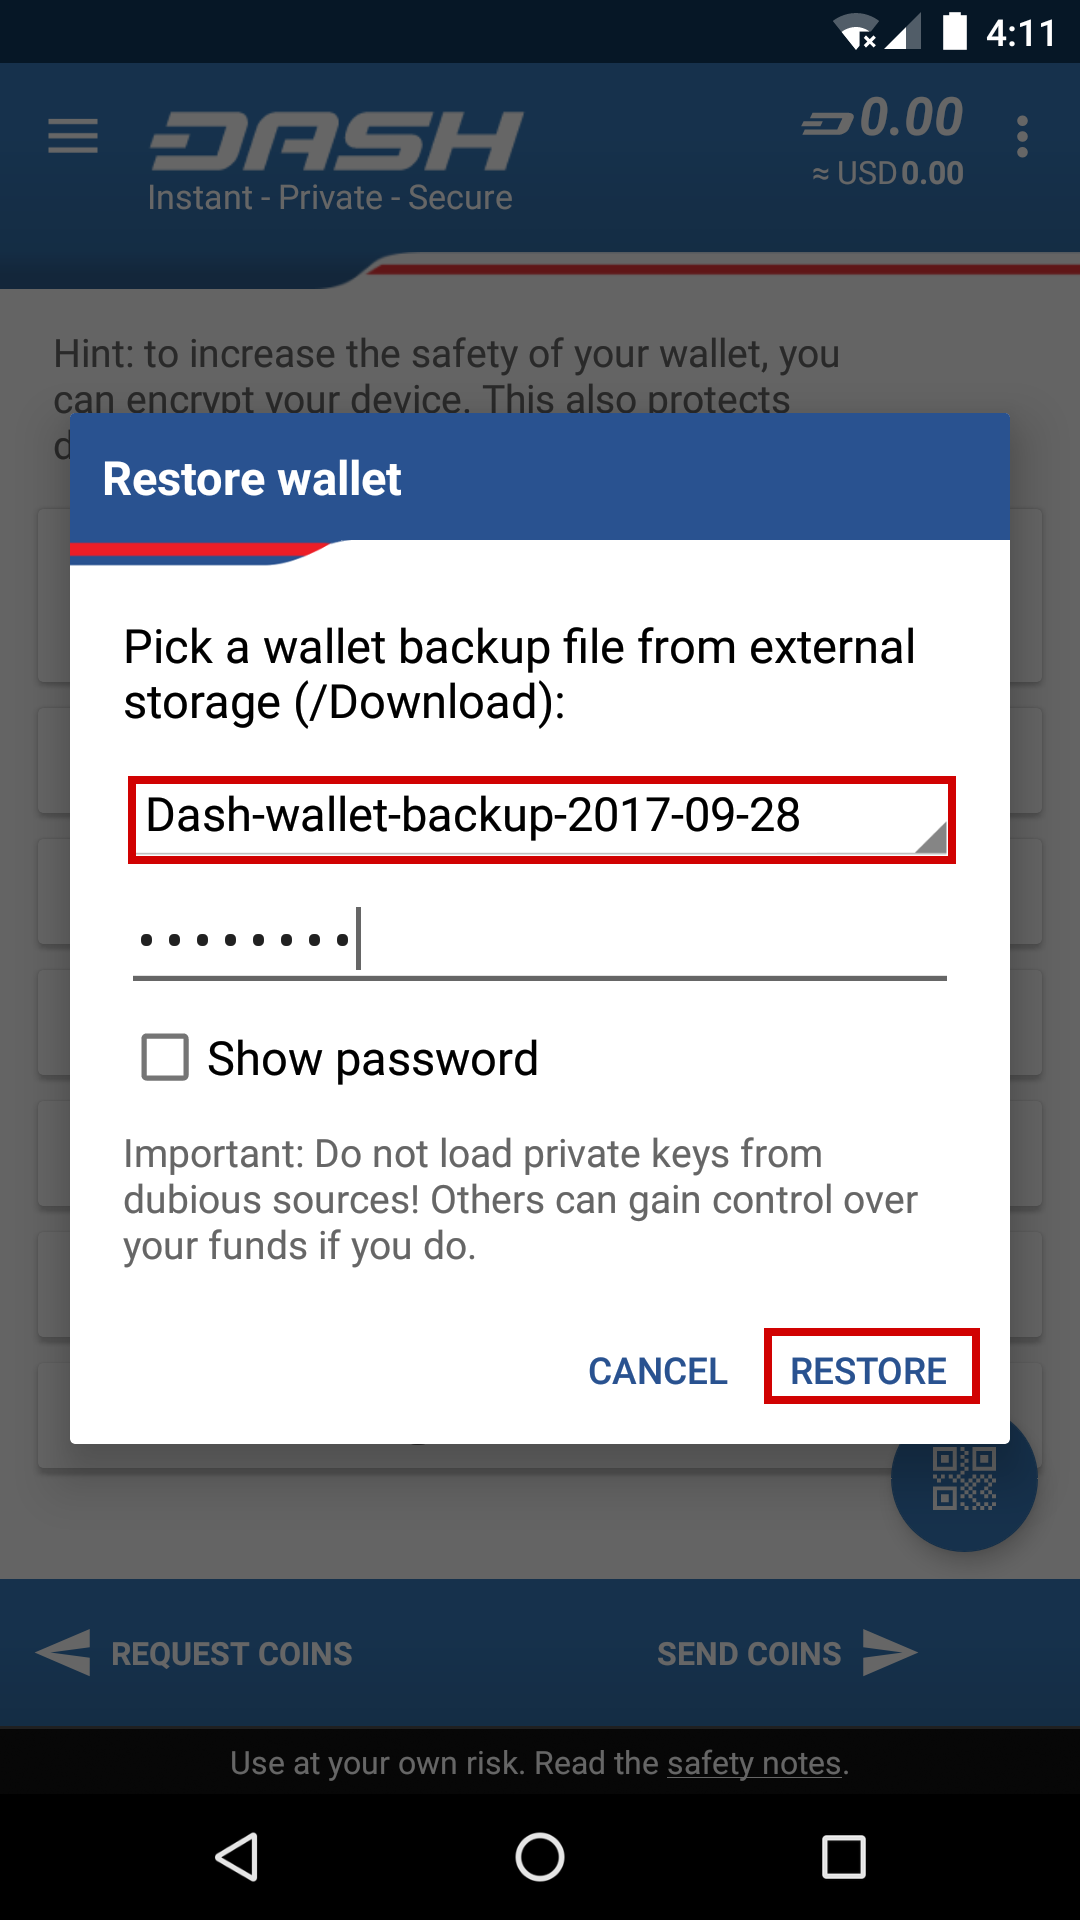 4:11
DASH
0.00
Instant - Private - Secure
≈ USD 0.00
Hint: to increase the safety of your wallet, you
can encrypt your device. This also protects
Restore wallet
Pick a wallet backup file from external
storage (/Download):
Dash-wallet-backup-2017-09-28
••••••••
Show password
Important: Do not load private keys from
dubious sources! Others can gain control over
your funds if you do.
CANCEL
RESTORE
REQUEST COINS
SEND COINS
Use at your own risk. Read the safety notes.